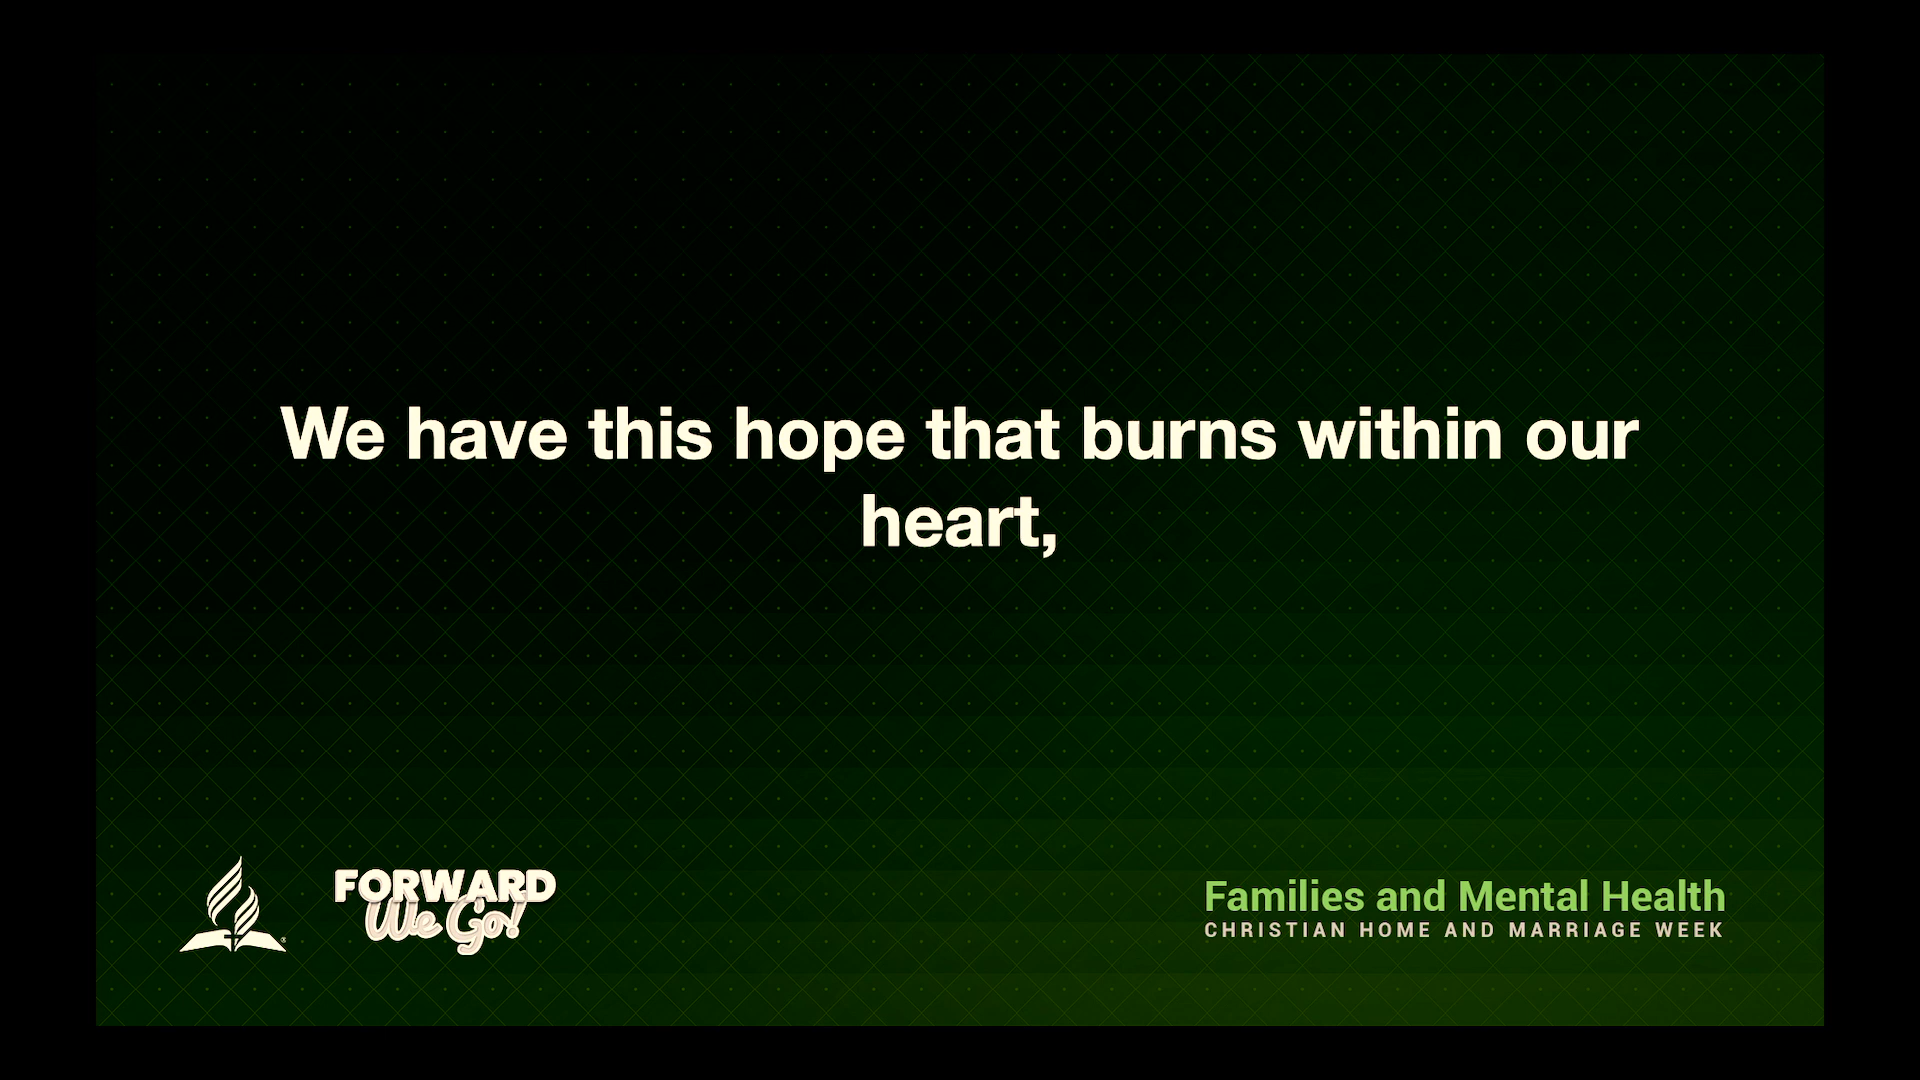 We have this hope that burns within our
heart,
FORWARD
We Go!
Families and Mental Health
CHRISTIAN HOME AND MARRIAGE WEEK